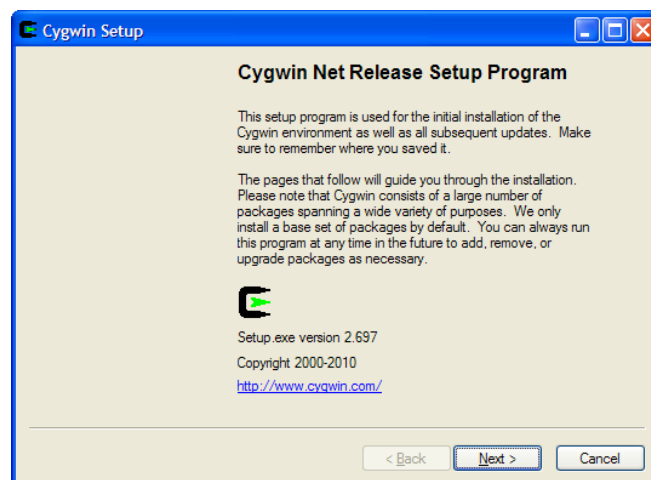 Cygwin Setup
Cygwin Net Release Setup Program
This setup program is used for the initial installation of the
Cygwin environment as well as all subsequent updates. Make
sure to remember where you saved it.
The pages that follow will guide you through the installation.
Please note that Cygwin consists of a large number of
packages spanning a wide variety of purposes. We only
install a base set of packages by default. You can always run
this program at any time in the future to add, remove, or
upgrade packages as necessary.
Setup.exe version 2.697
Copyright 2000-2010
http://www.cygwin.com/
< Back Next > Cancel